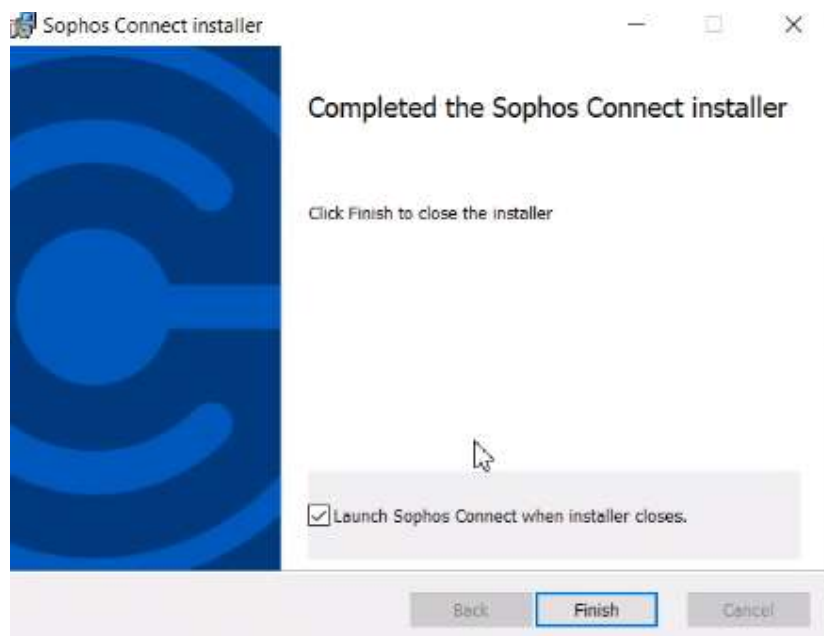 Sophos Connect installer
Completed the Sophos Connect installer
Click Finish to close the installer
Launch Sophos Connect when installer closes.
Back
Finish
Cancel